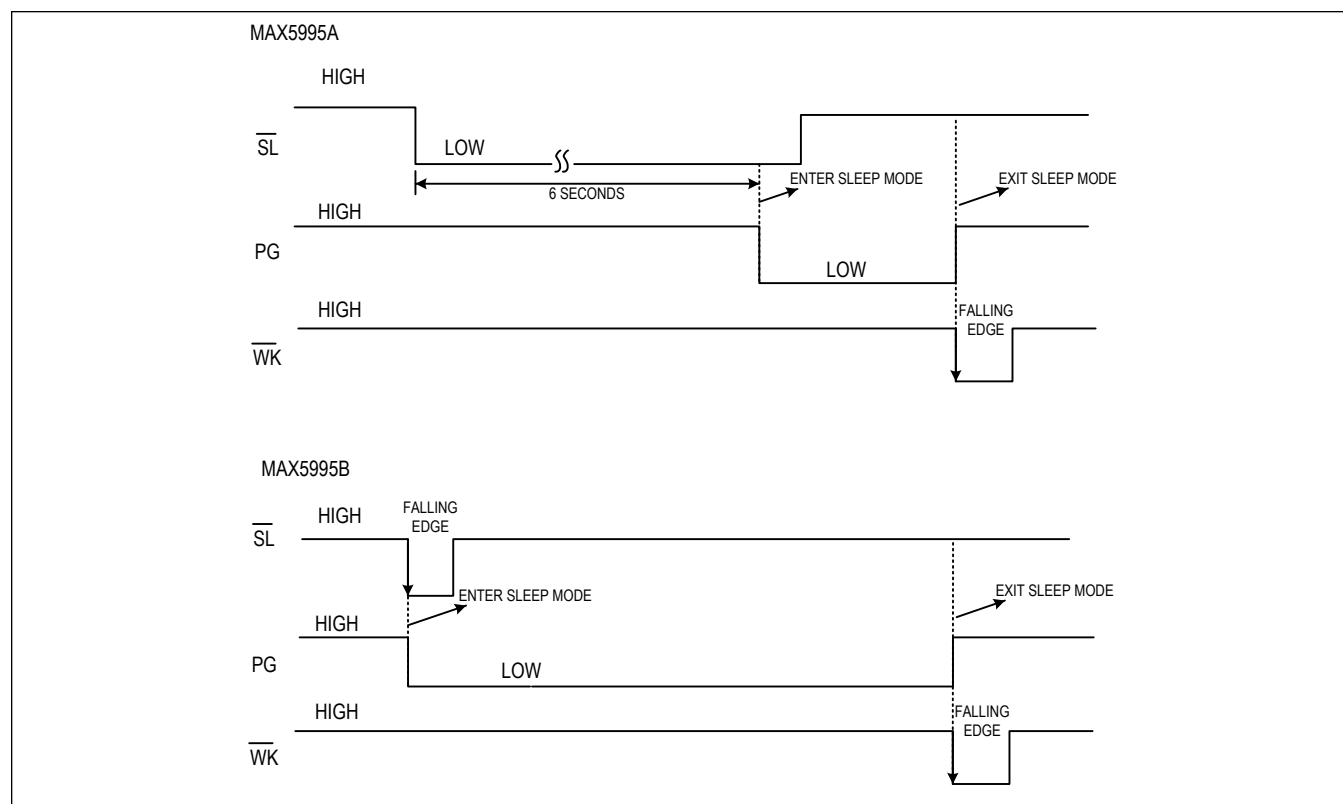 MAX5995A
HIGH
SL
LOW
6 SECONDS
ENTER SLEEP MODE
EXIT SLEEP MODE
HIGH
PG
LOW
HIGH
FALLING
EDGE
WK
MAX5995B
HIGH
FALLING
EDGE
SL
ENTER SLEEP MODE
EXIT SLEEP MODE
HIGH
PG
LOW
HIGH
FALLING
EDGE
WK